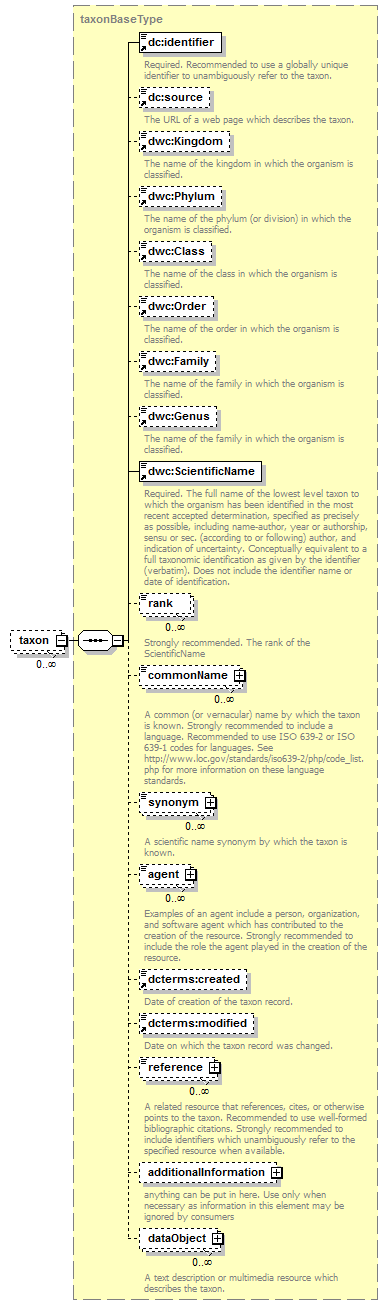 taxonBaseType
dc:identifier
Required. Recommended to use a globally unique
identifier to unambiguously refer to the taxon.
dc:source
The URL of a web page which describes the taxon.
dwc:Kingdom
The name of the kingdom in which the organism is
classified.
dwc:Phylum
The name of the phylum (or division) in which the
organism is classified.
dwc:Class
The name of the class in which the organism is
classified.
dwc:Order
The name of the order in which the organism is
classified.
dwc:Family
The name of the family in which the organism is
classified.
dwc:Genus
The name of the family in which the organism is
classified.
dwc:ScientificName
Required. The full name of the lowest level taxon to
which the organism has been identified in the most
recent accepted determination, specified as precisely
as possible, including name-author, year or authorship,
sensu or sec. (according to or following) author, and
indication of uncertainty. Conceptually equivalent to a
full taxonomic identification as given by the identifier
(verbatim). Does not include the identifier name or
date of identification.
rank
0..∞
Strongly recommended. The rank of the
ScientificName
taxon
0..∞
commonName
0..∞
A common (or vernacular) name by which the taxon
is known. Strongly recommended to include a
language. Recommended to use ISO 639-2 or ISO
639-1 codes for languages. See
http://www.loc.gov/standards/iso639-2/php/code_list.
php for more information on these language
standards.
synonym
0..∞
A scientific name synonym by which the taxon is
known.
agent
0..∞
Examples of an agent include a person, organization,
and software agent which has contributed to the
creation of the resource. Strongly recommended to
include the role the agent played in the creation of the
resource.
dcterms:created
Date of creation of the taxon record.
dcterms:modified
Date on which the taxon record was changed.
reference
0..∞
A related resource that references, cites, or otherwise
points to the taxon. Recommended to use well-formed
bibliographic citations. Strongly recommended to
include identifiers which unambiguously refer to the
specified resource when available.
additionalInformation
anything can be put in here. Use only when
necessary as information in this element may be
ignored by consumers
dataObject
0..∞
A text description or multimedia resource which
describes the taxon.